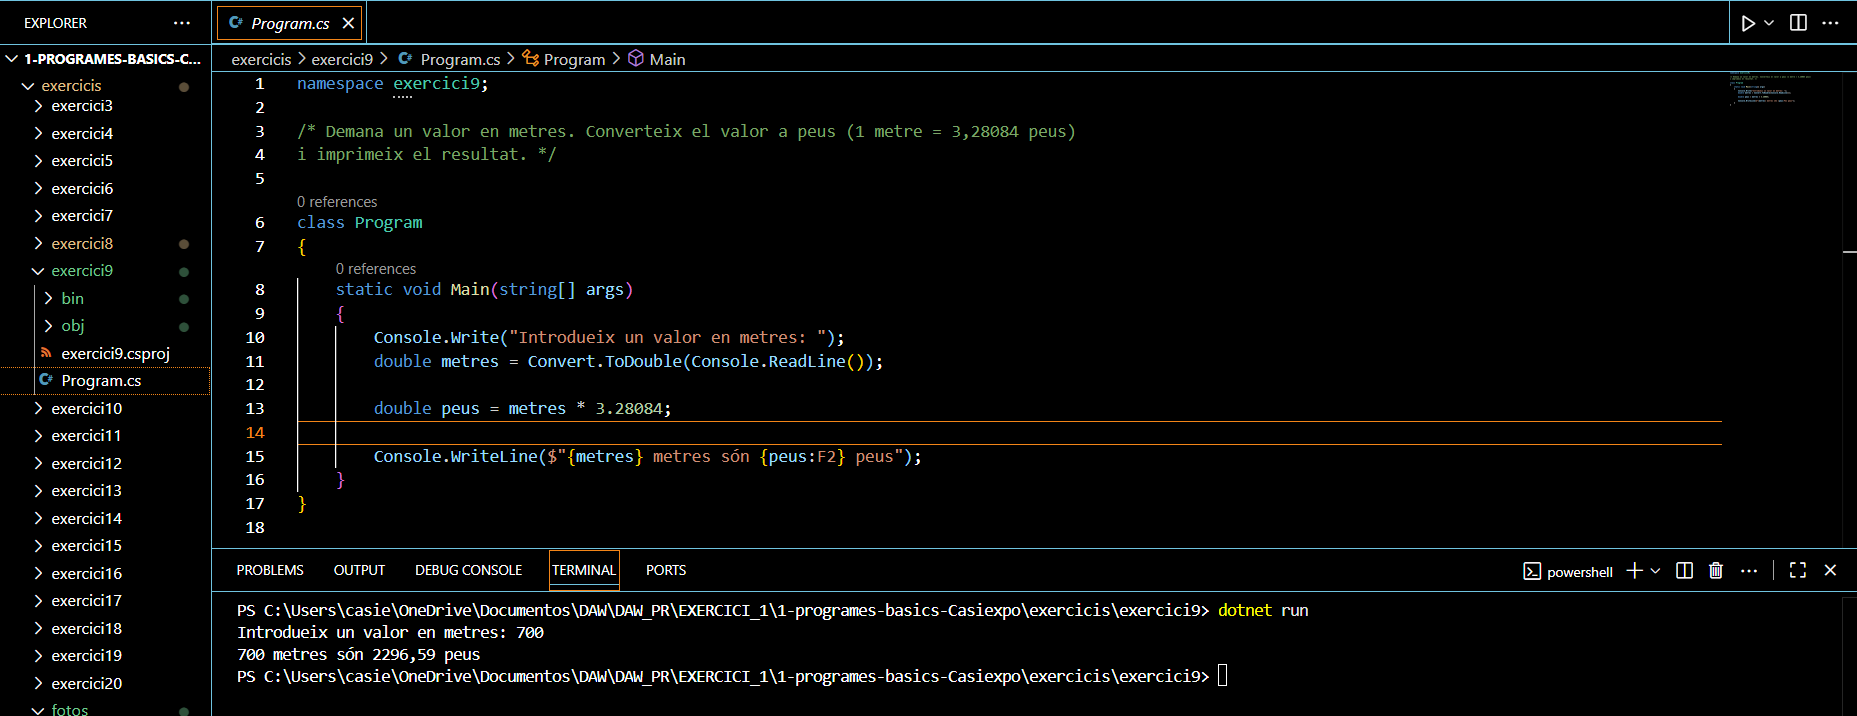 EXPLORER ...
1-PROGRAMES-BASICS-C...
exercicis
exercici3
exercici4
exercici5
exercici6
exercici7
exercici8
exercici9
bin
obj
exercici9.csproj
C# Program.cs
exercici10
exercici11
exercici12
exercici13
exercici14
exercici15
exercici16
exercici17
exercici18
exercici19
exercici20
fotos
C# Program.cs
exercicis > exercici9 > C# Program.cs > Program > Main
1 namespace exercici9;
2
3 /* Demana un valor en metres. Converteix el valor a peus (1 metre = 3,28084 peus)
4 i imprimeix el resultat. */
5
0 references
6 class Program
7 {
0 references
8 static void Main(string[] args)
9 {
10 Console.Write("Introdueix un valor en metres: ");
11 double metres = Convert.ToDouble(Console.ReadLine());
12
13 double peus = metres * 3.28084;
14
15 Console.WriteLine($"{metres} metres són {peus:F2} peus");
16 }
17 }
18
PROBLEMS OUTPUT DEBUG CONSOLE TERMINAL PORTS
powershell
PS C:\Users\casie\OneDrive\Documentos\DAW\DAW_PR\EXERCICI_1\1-programes-basics-Casiexpo\exercicis\exercici9> dotnet run
Introdueix un valor en metres: 700
700 metres són 2296,59 peus
PS C:\Users\casie\OneDrive\Documentos\DAW\DAW_PR\EXERCICI_1\1-programes-basics-Casiexpo\exercicis\exercici9>